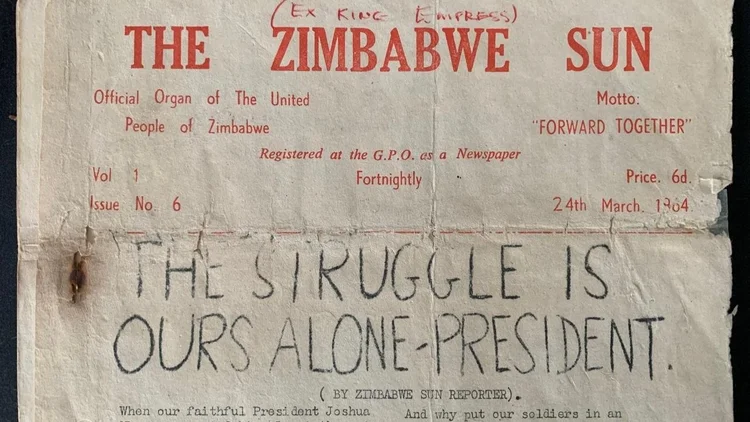 (EX KING EMPRESS)
THE ZIMBABWE SUN
Official Organ of The United
People of Zimbabwe
Motto:
"FORWARD TOGETHER"
Registered at the G.P.O. as a Newspaper
Vol 1
Fortnightly
Price. 6d.
Issue No. 6
24th March. 1964
THE STRUGGLE IS
OURS ALONE-PRESIDENT.
( BY ZIMBABWE SUN REPORTER).
When our faithful President Joshua
And why put our soldiers in an